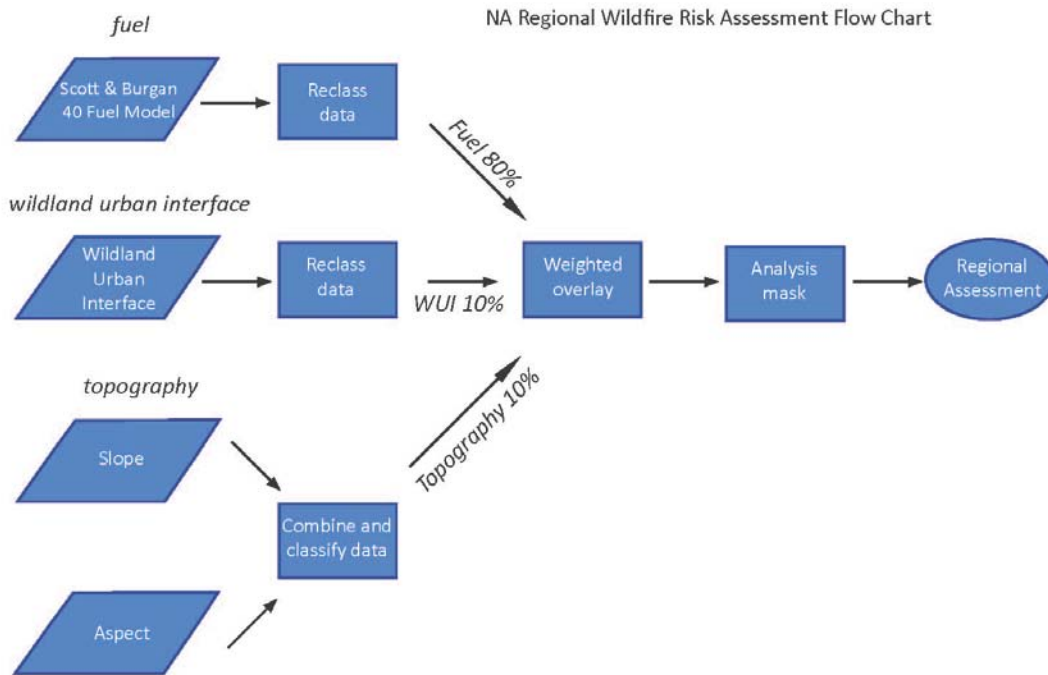 NA Regional Wildfire Risk Assessment Flow Chart
fuel
Scott & Burgan
40 Fuel Model
Reclass
data
Fuel 80%
wildland urban interface
Wildland
Urban
Interface
Reclass
data
WUI 10%
Weighted
overlay
Analysis
mask
Regional
Assessment
topography
Slope
Topography 10%
Combine and
classify data
Aspect